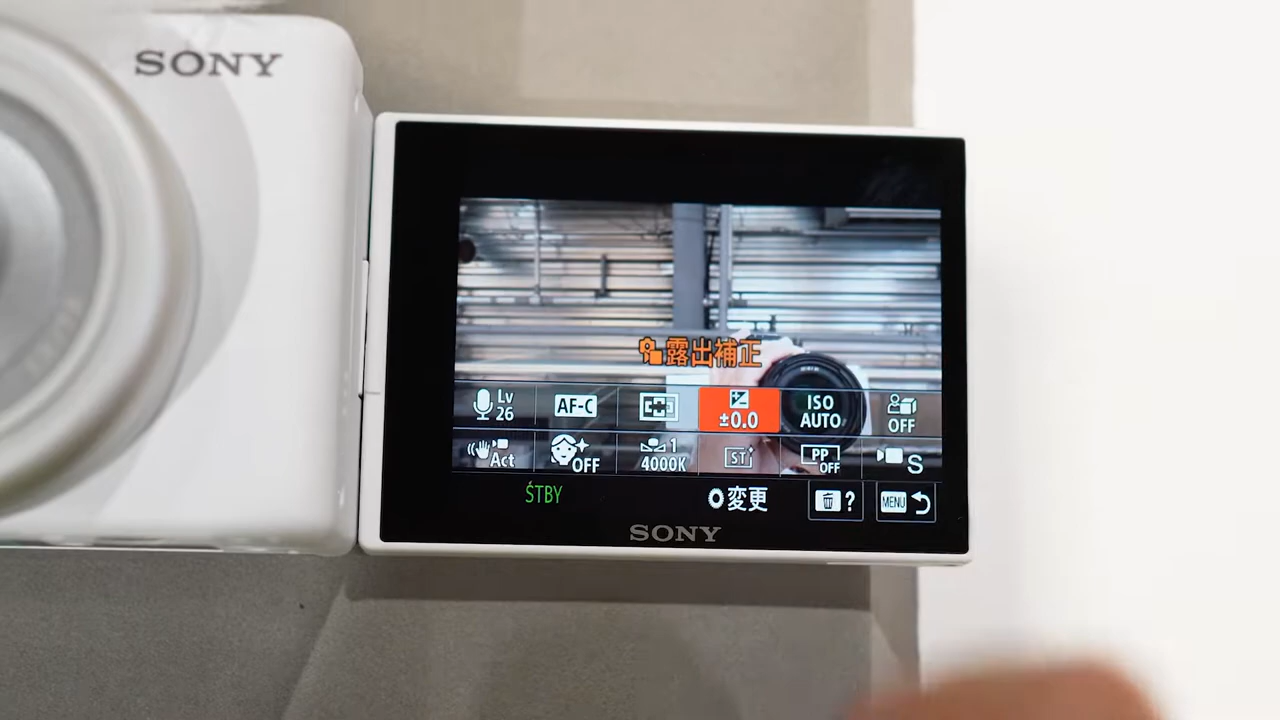 SONY
露出補正
Lv
26
AF-C
±0.0
ISO
AUTO
OFF
Act
OFF
1
4000K
ST
PP
OFF
S
STBY
変更
?
MENU
SONY